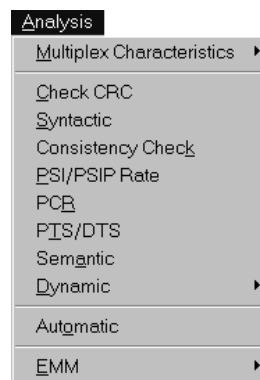 Analysis
Multiplex Characteristics
Check CRC
Syntactic
Consistency Check
PSI/PSIP Rate
PCR
PTS/DTS
Semantic
Dynamic
Automatic
EMM